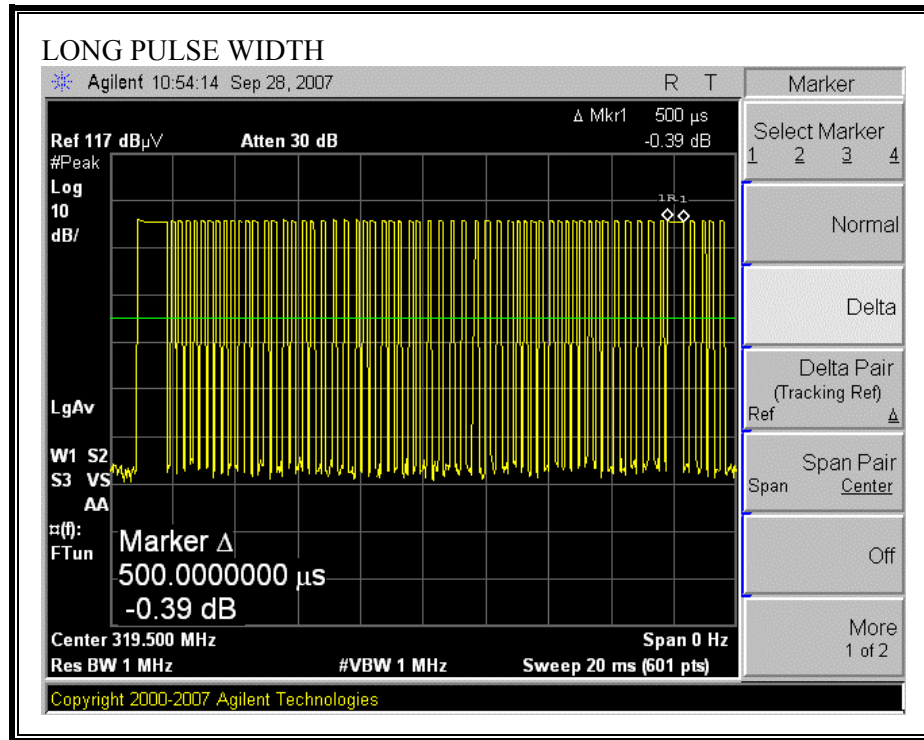 LONG PULSE WIDTH
Agilent 10:54:14 Sep 28, 2007 R T
Δ Mkr1 500 µs
Ref 117 dBµV Atten 30 dB -0.39 dB
#Peak
Log
10
dB/
1R 1
LgAv
W1 S2
S3 VS
AA
¤(f):
FTun
Marker Δ
500.0000000 µs
-0.39 dB
Center 319.500 MHz Span 0 Hz
Res BW 1 MHz #VBW 1 MHz Sweep 20 ms (601 pts)
Copyright 2000-2007 Agilent Technologies
Marker
Select Marker
1 2 3 4
Normal
Delta
Delta Pair
(Tracking Ref)
Ref Δ
Span Pair
Span Center
Off
More
1 of 2